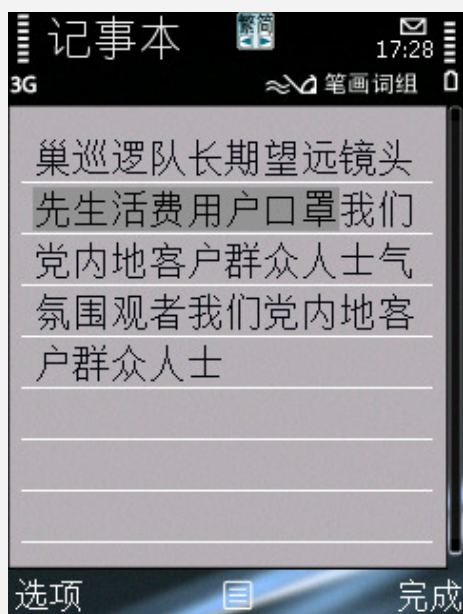 记事本
繁简
17:28
3G
笔画词组
巢巡逻队长期望远镜头
先生活费用户口罩我们
党内地客户群众人士气
氛围观者我们党内地客
户群众人士
选项
完成